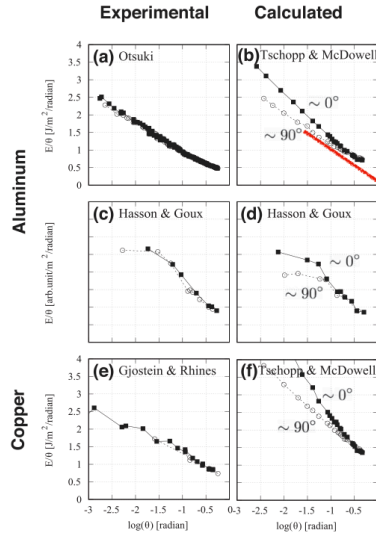 Experimental
Calculated
Aluminum
Copper
(a) Otsuki
E/θ [J/m²/radian]
4
3.5
3
2.5
2
1.5
1
0.5
0
(b) Tschopp & McDowell
~ 0°
~ 90°
(c) Hasson & Goux
E/θ [arb.unit/m²/radian]
(d) Hasson & Goux
~ 0°
~ 90°
(e) Gjostein & Rhines
E/θ [J/m²/radian]
4
3.5
3
2.5
2
1.5
1
0.5
0
-3 -2.5 -2 -1.5 -1 -0.5 0
log(θ) [radian]
(f) Tschopp & McDowell
~ 0°
~ 90°
-2.5 -2 -1.5 -1 -0.5 0
log(θ) [radian]